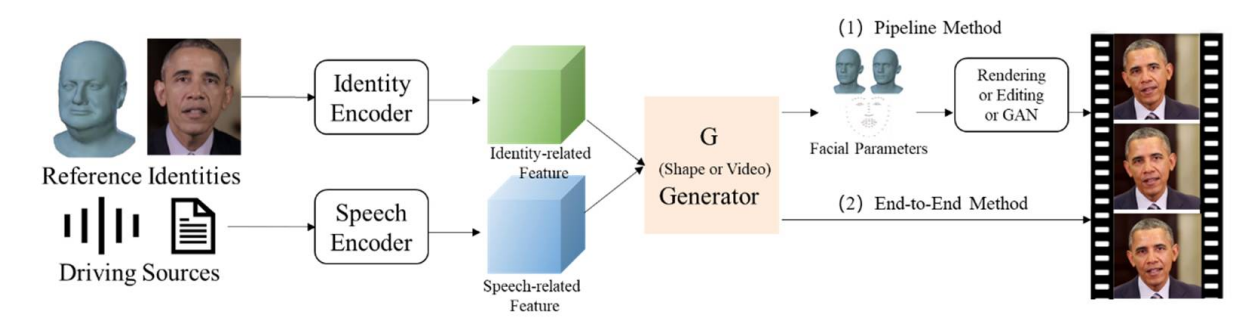 Reference Identities
Driving Sources
Identity
Encoder
Speech
Encoder
Identity-related
Feature
Speech-related
Feature
G
(Shape or Video)
Generator
(1) Pipeline Method
Facial Parameters
Rendering
or Editing
or GAN
(2) End-to-End Method